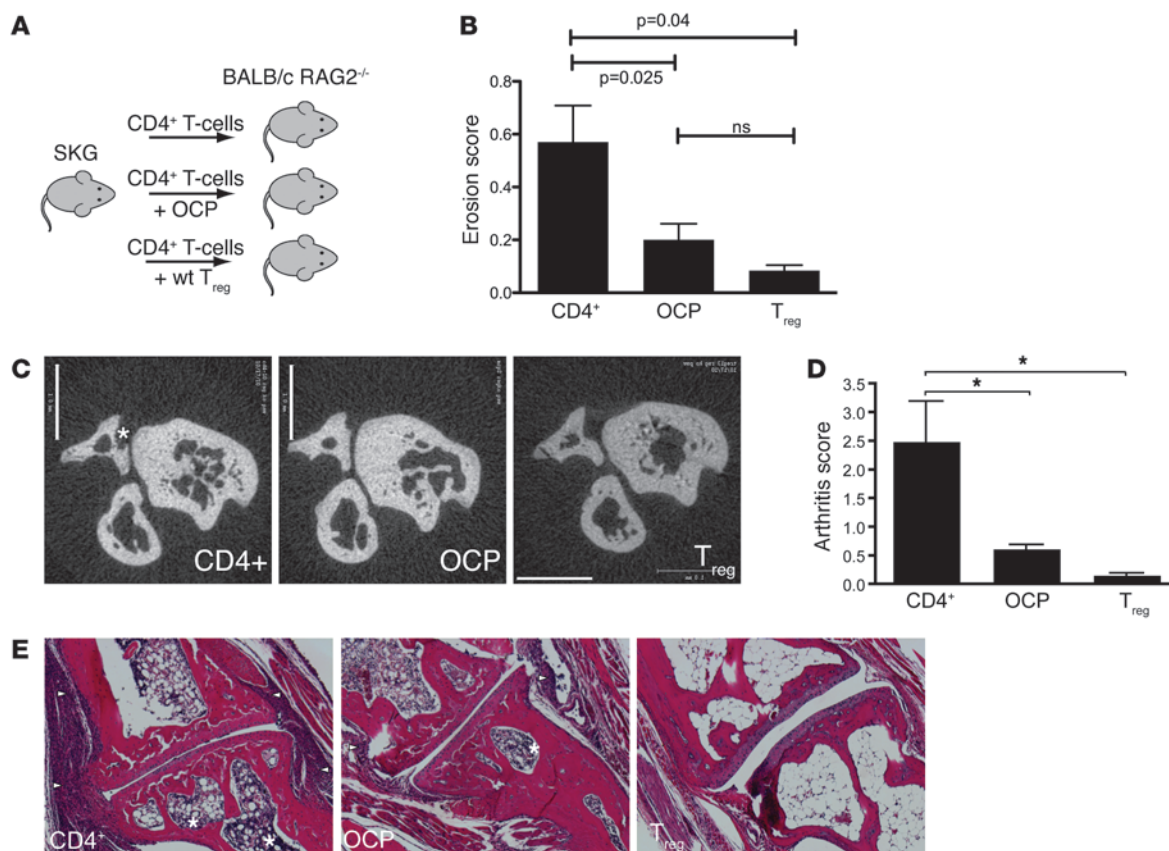 A
BALB/c RAG2-/-
SKG
CD4+ T-cells
CD4+ T-cells
+ OCP
CD4+ T-cells
+ wt Treg
B
p=0.04
p=0.025
ns
Erosion score
0.8
0.6
0.4
0.2
0.0
CD4+
OCP
Treg
C
CD4+
OCP
Treg
D
*
*
Arthritis score
3.5
3.0
2.5
2.0
1.5
1.0
0.5
0.0
CD4+
OCP
Treg
E
CD4+
OCP
Treg